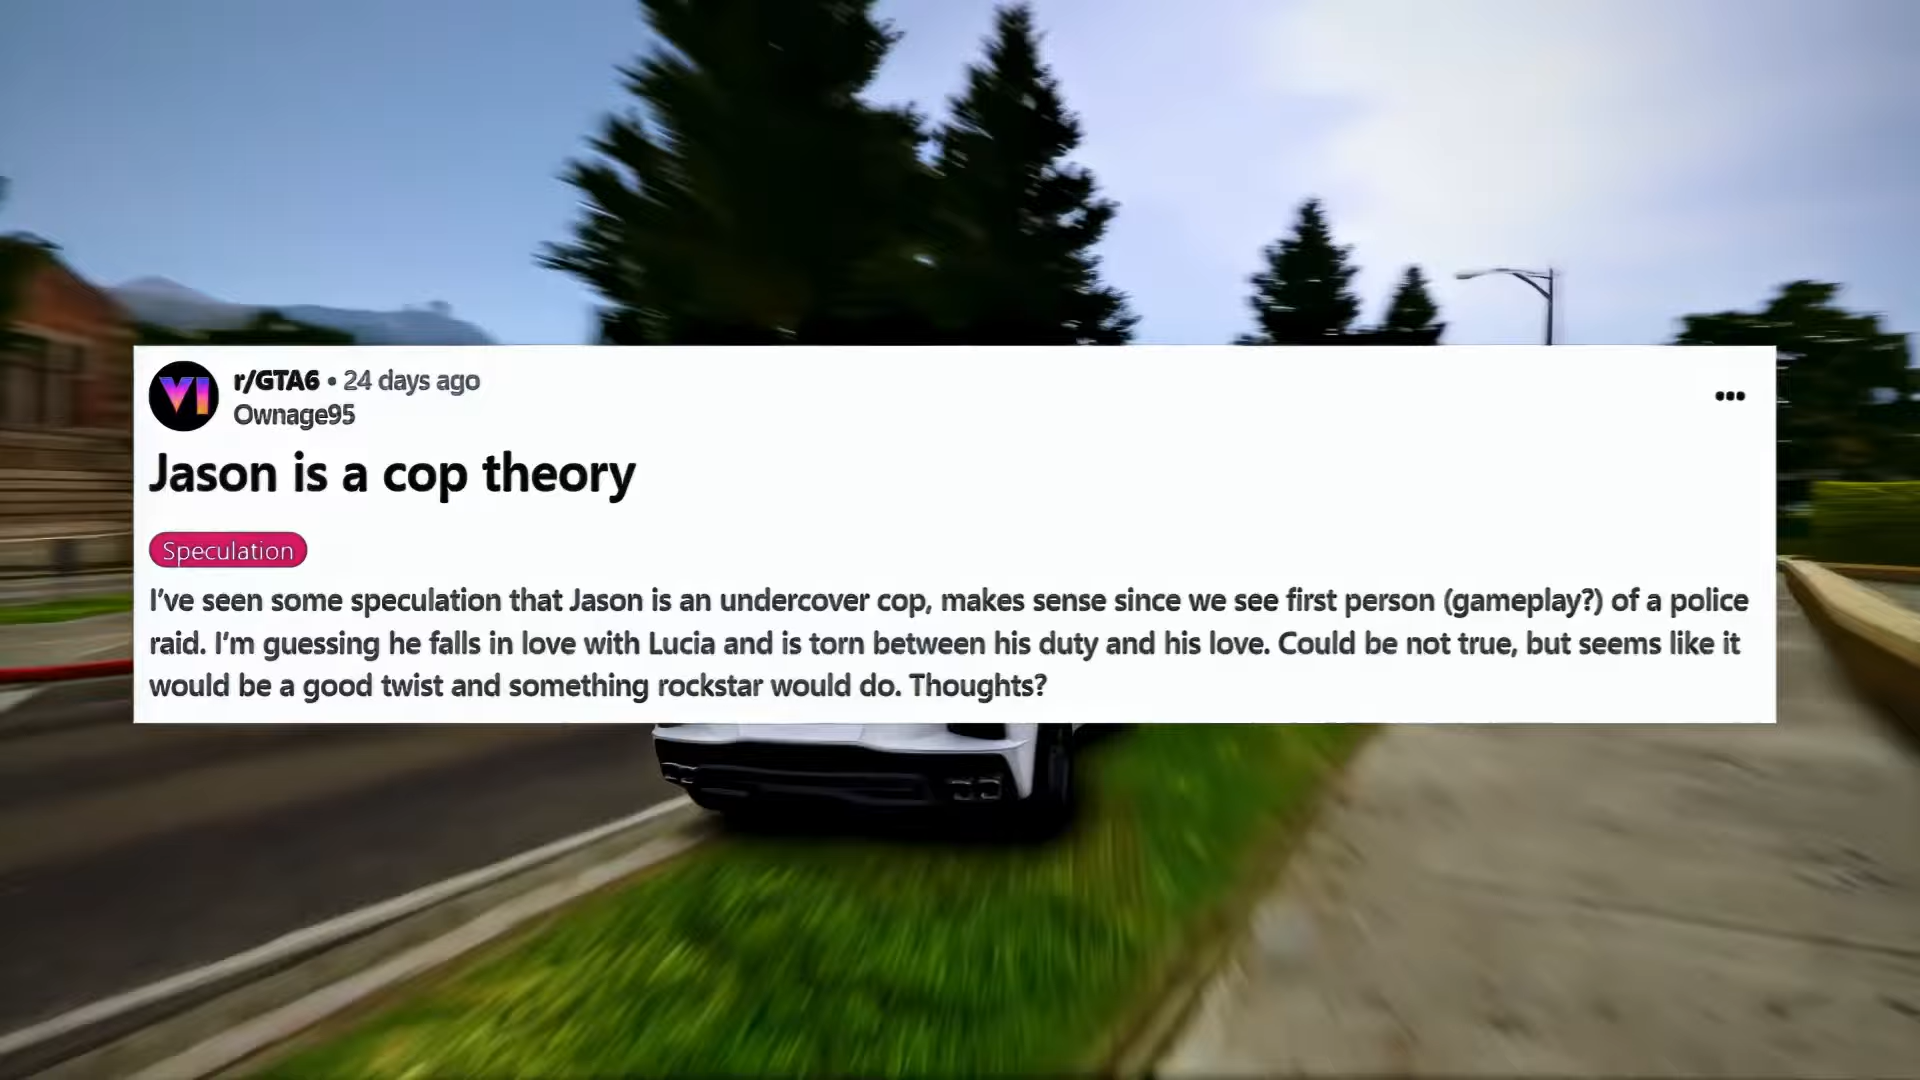 VI
r/GTA6 • 24 days ago
Ownage95
Jason is a cop theory
Speculation
I've seen some speculation that Jason is an undercover cop, makes sense since we see first person (gameplay?) of a police
raid. I'm guessing he falls in love with Lucia and is torn between his duty and his love. Could be not true, but seems like it
would be a good twist and something rockstar would do. Thoughts?